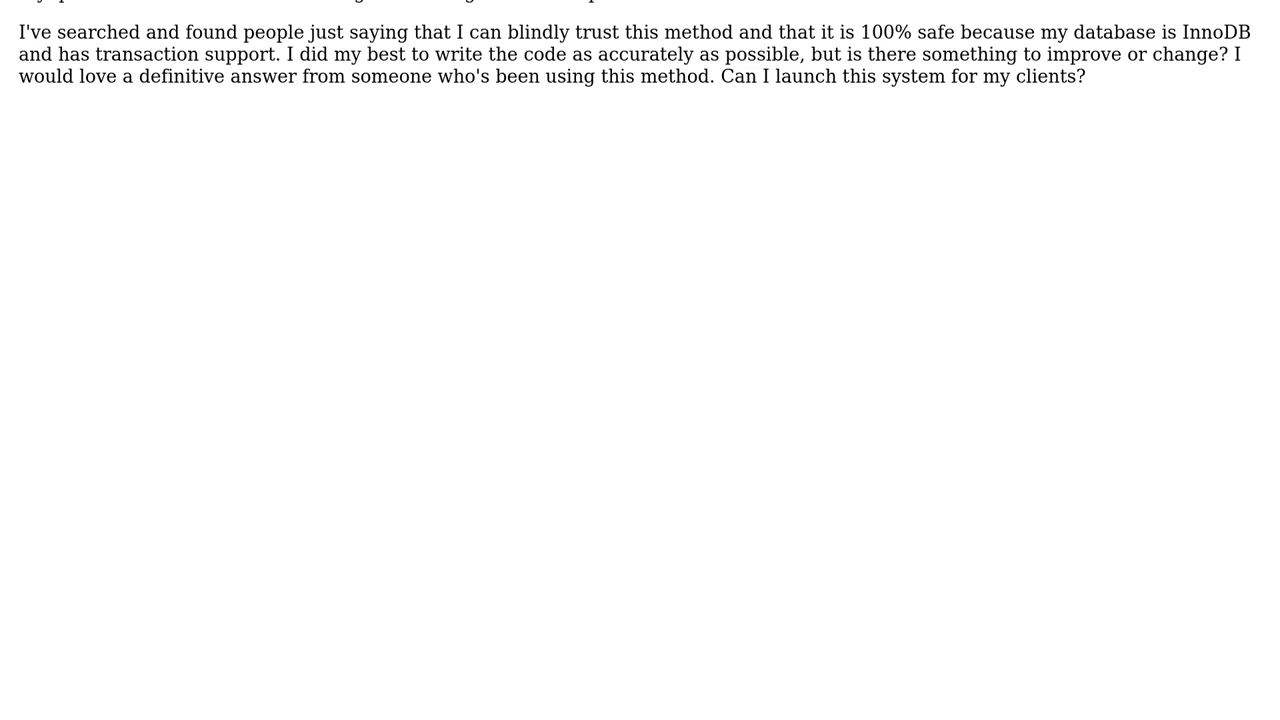 I've searched and found people just saying that I can blindly trust this method and that it is 100% safe because my database is InnoDB
and has transaction support. I did my best to write the code as accurately as possible, but is there something to improve or change? I
would love a definitive answer from someone who's been using this method. Can I launch this system for my clients?